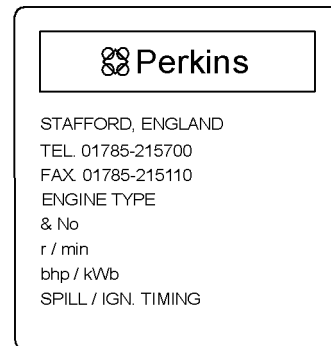 Perkins
STAFFORD, ENGLAND
TEL. 01785-215700
FAX. 01785-215110
ENGINE TYPE
& No
r / min
bhp / kWb
SPILL / IGN. TIMING